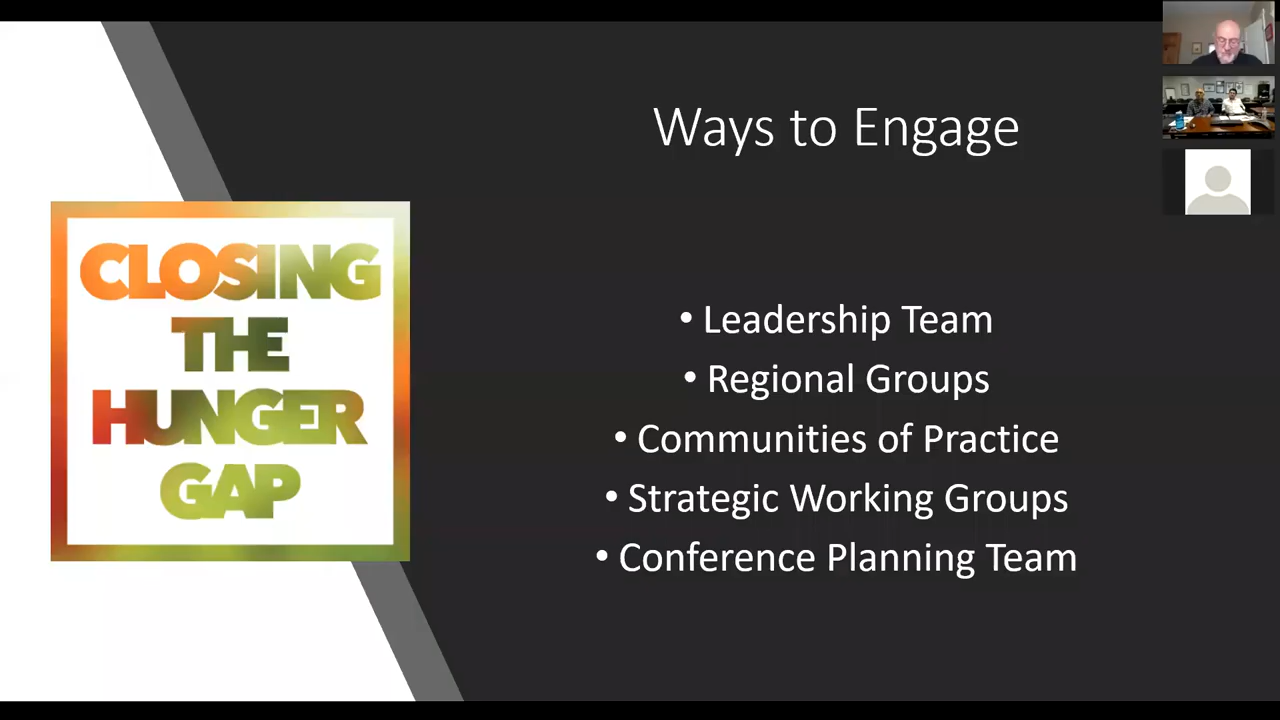 Ways to Engage
CLOSING
THE
HUNGER
GAP
• Leadership Team
• Regional Groups
• Communities of Practice
• Strategic Working Groups
• Conference Planning Team